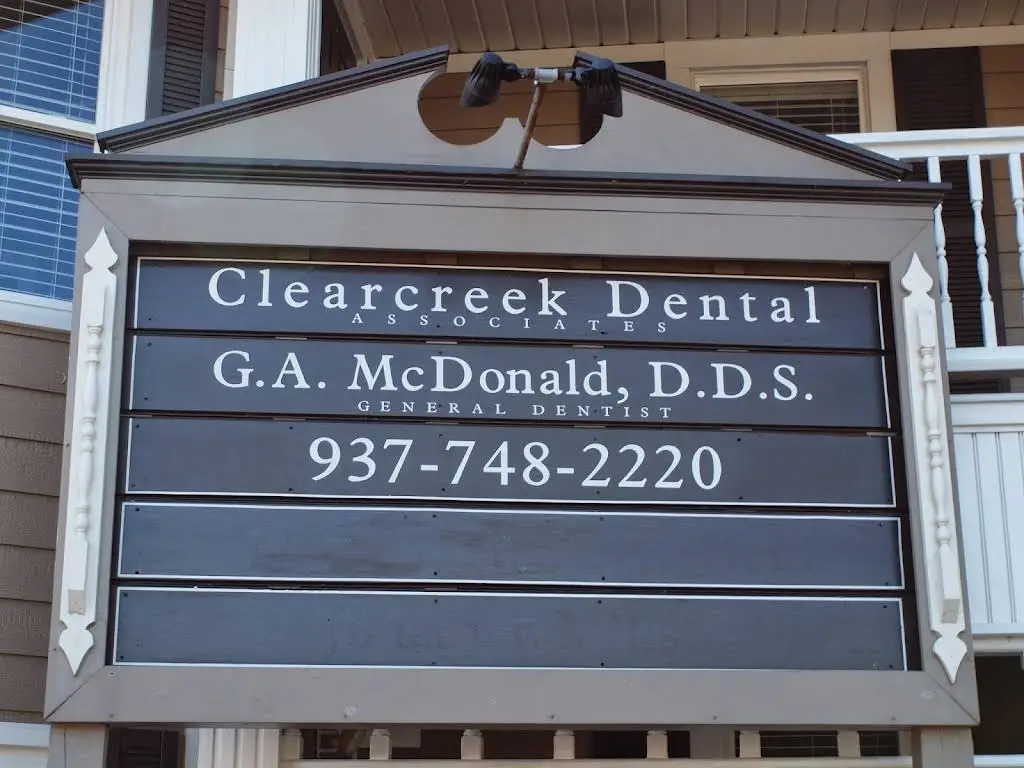 Clearcreek Dental
ASSOCIATES
G.A. McDonald, D.D.S.
GENERAL DENTIST
937-748-2220